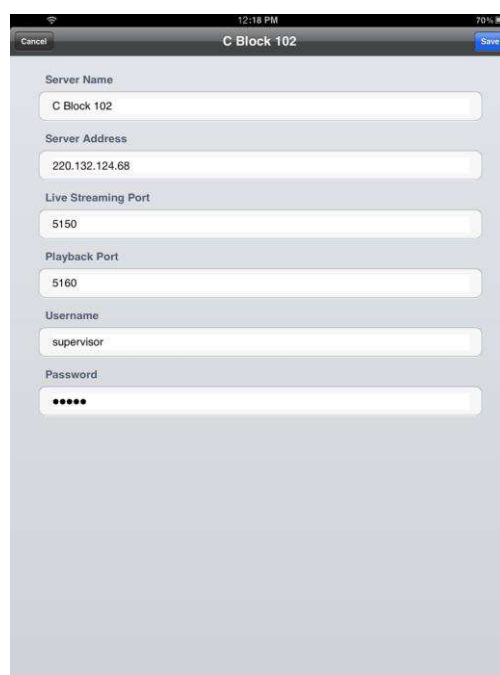 12:18 PM
70%
Cancel
C Block 102
Save
Server Name
C Block 102
Server Address
220.132.124.68
Live Streaming Port
5150
Playback Port
5160
Username
supervisor
Password
•••••